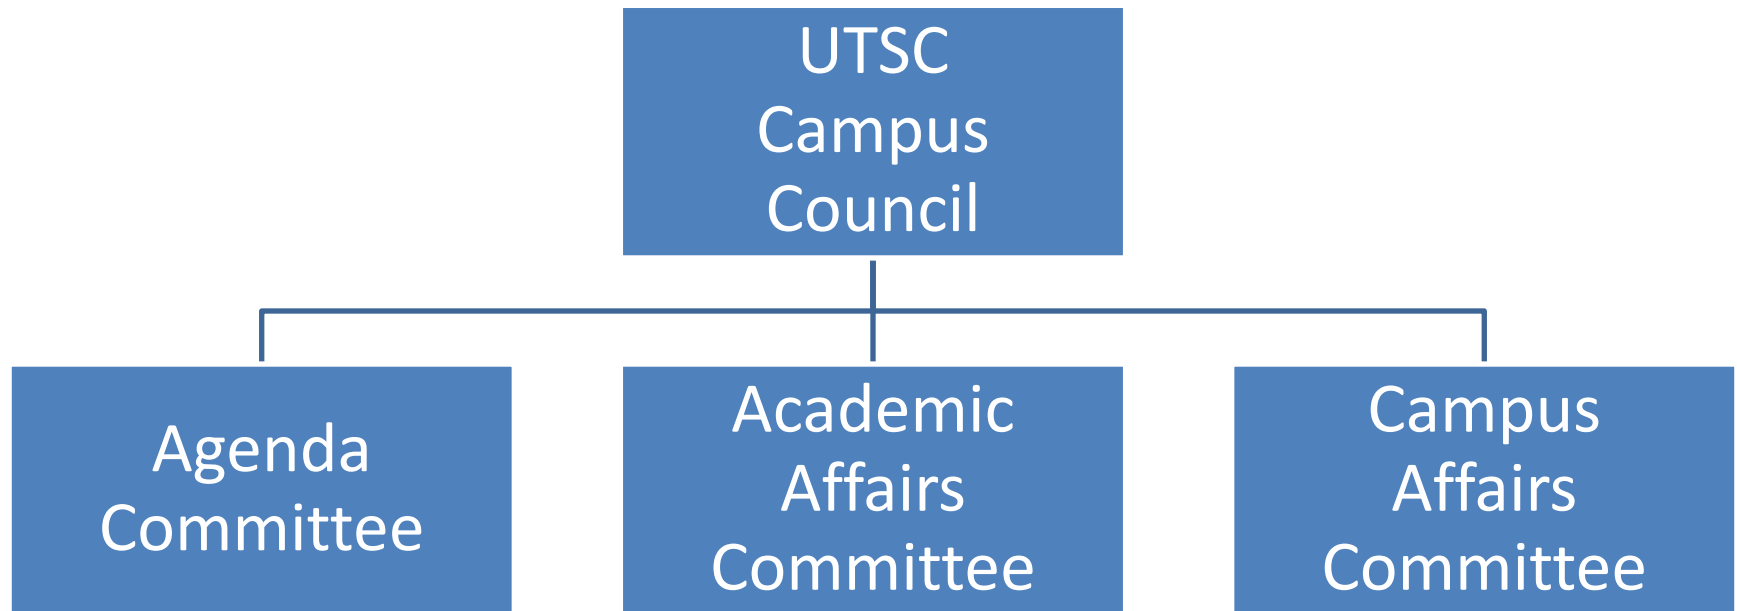 UTSC
Campus
Council
Agenda
Committee
Academic
Affairs
Committee
Campus
Affairs
Committee